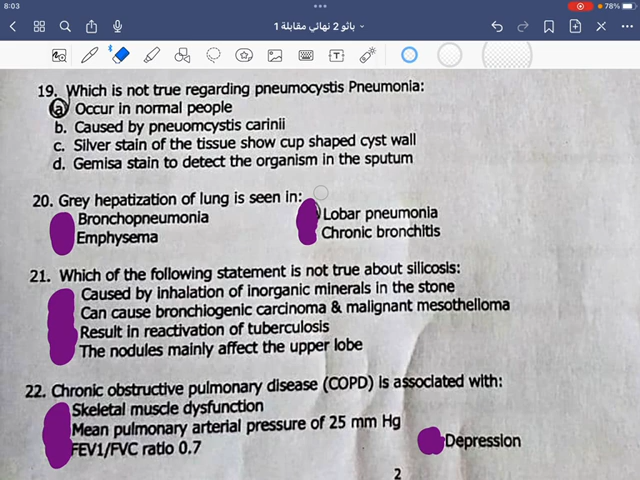 8:03
78%
باثو 2 نهائي مقابلة 1
19. Which is not true regarding pneumocystis Pneumonia:
a Occur in normal people
b. Caused by pneuomcystis carinii
c. Silver stain of the tissue show cup shaped cyst wall
d. Gemisa stain to detect the organism in the sputum
20. Grey hepatization of lung is seen in:
Bronchopneumonia Lobar pneumonia
Emphysema Chronic bronchitis
21. Which of the following statement is not true about silicosis:
Caused by inhalation of inorganic minerals in the stone
Can cause bronchiogenic carcinoma & malignant mesothelloma
Result in reactivation of tuberculosis
The nodules mainly affect the upper lobe
22. Chronic obstructive pulmonary disease (COPD) is associated with:
Skeletal muscle dysfunction
Mean pulmonary arterial pressure of 25 mm Hg
FEV1/FVC ratio 0.7 Depression
2